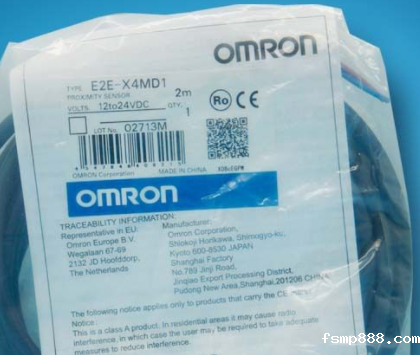 OMRON
TYPE E2E-X4MD1
PROXIMITY SENSOR 2m
VOLTS. 12to24VDC QTY. 1
LOT No. 02713M
Ro CE
OMRON Corporation MADE IN CHINA
OMRON
TRACEABILITY INFORMATION:
Representative in EU:
Omron Europe B.V.
Wegalaan 67-69
2132 JD Hoofddorp,
The Netherlands
Manufacturer:
Omron Corporation,
Shiokoji Horikawa, Shimogyo-ku,
Kyoto 600-8530 JAPAN
Shanghai Factory
No.789 Jinji Road,
Jinqiao Export Processing District,
Pudong New Area,Shanghai,201206 CHINA
The following notice applies only to products that carry the CE
Notice:
This is a class A product. In residential areas it may cause radio
interference, in which case the user may be required to take adequate
measures to reduce interference.
fsmp888.com